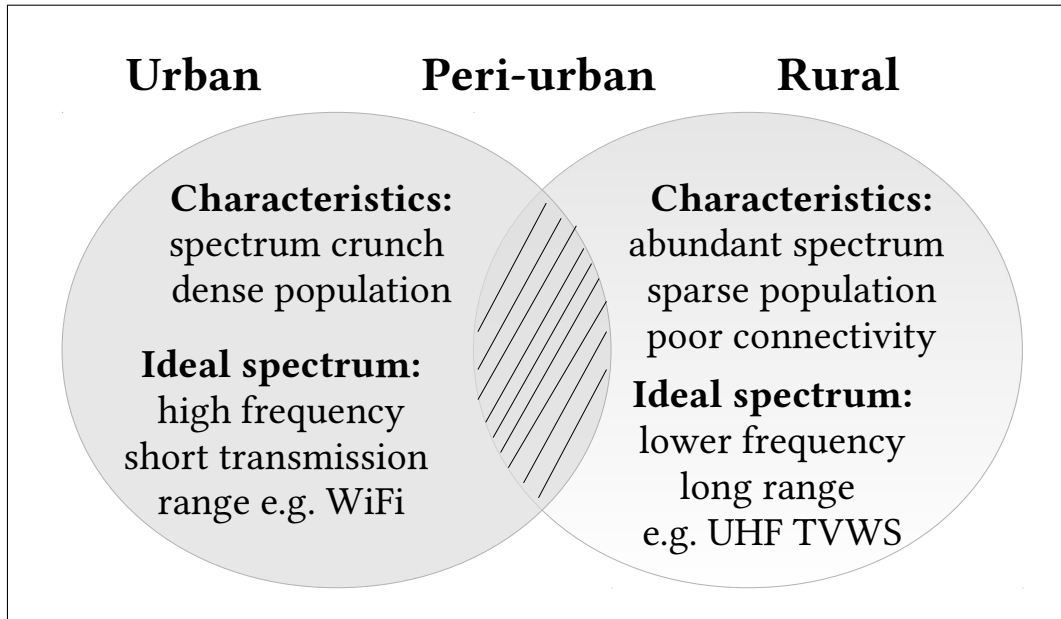 Urban
Peri-urban
Rural
Characteristics:
spectrum crunch
dense population
Ideal spectrum:
high frequency
short transmission
range e.g. WiFi
Characteristics:
abundant spectrum
sparse population
poor connectivity
Ideal spectrum:
lower frequency
long range
e.g. UHF TVWS